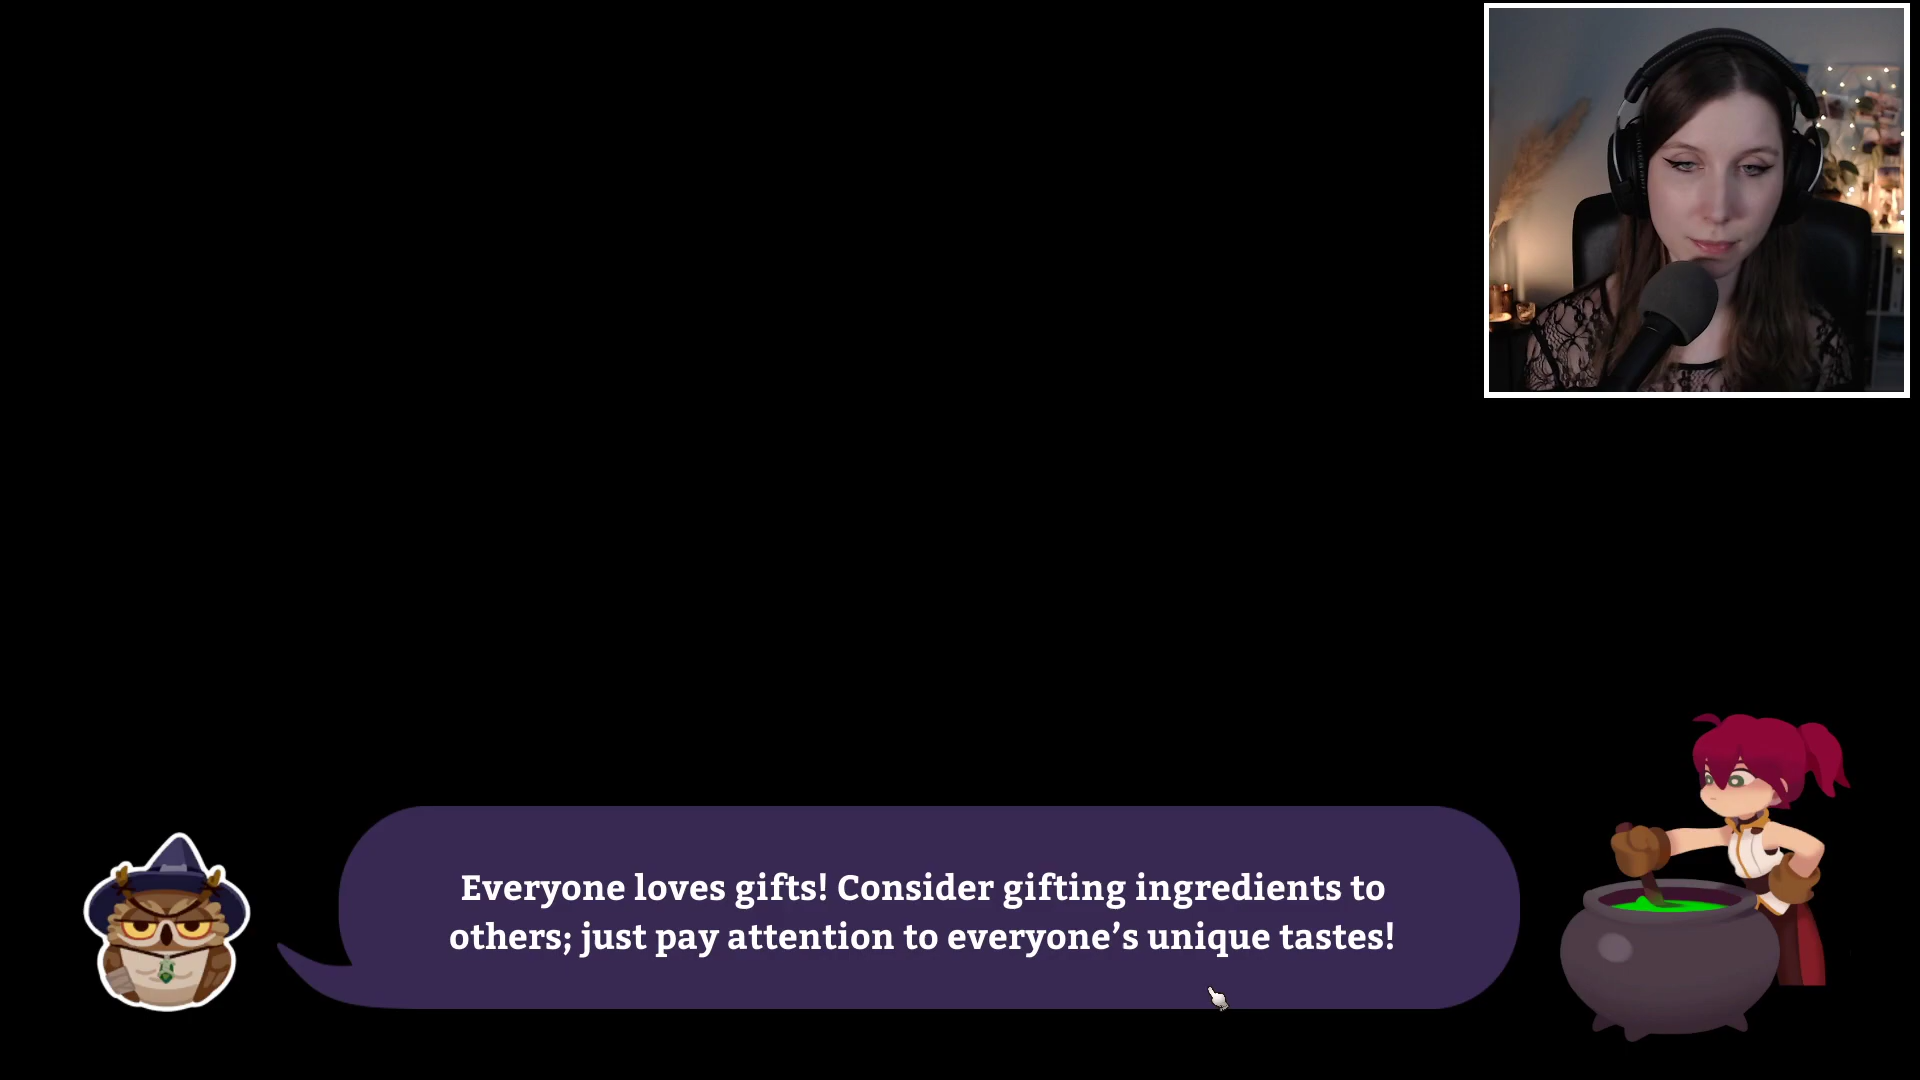 Everyone loves gifts! Consider gifting ingredients to
others; just pay attention to everyone’s unique tastes!